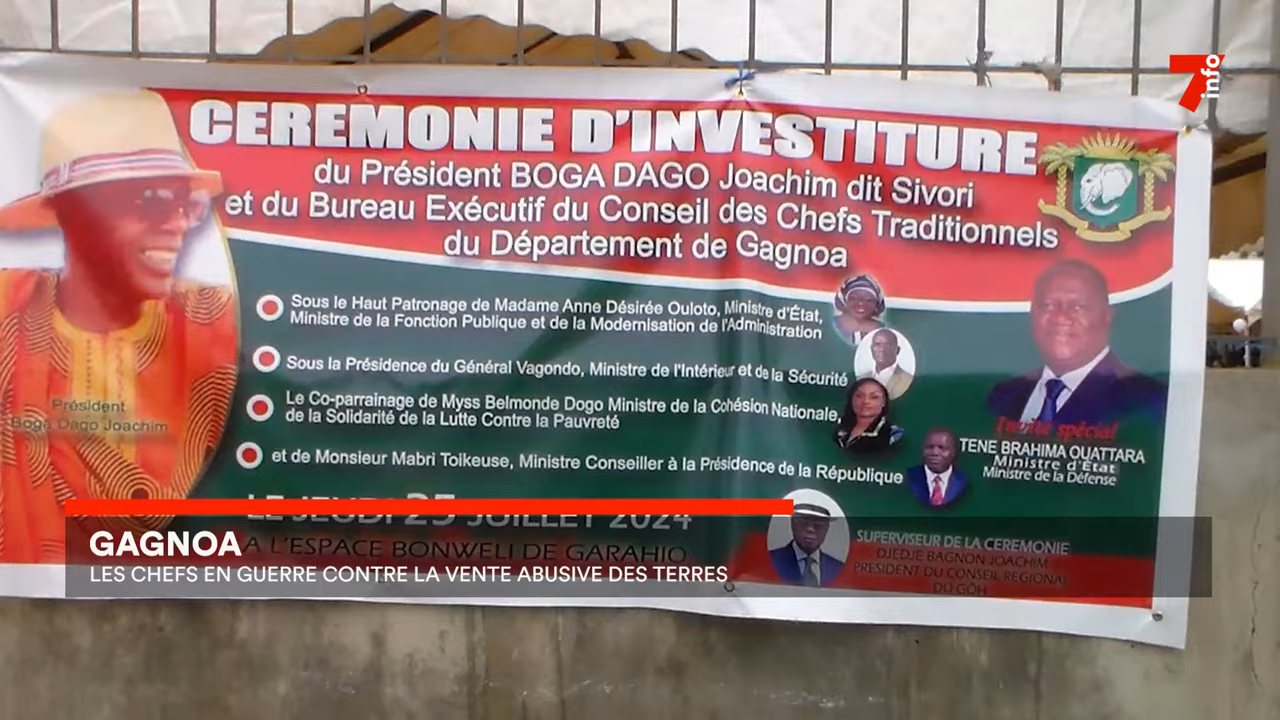 7info
CEREMONIE D'INVESTITURE
du Président BOGA DAGO Joachim dit Sivori
et du Bureau Exécutif du Conseil des Chefs Traditionnels
du Département de Gagnoa
Sous le Haut Patronage de Madame Anne Désirée Ouloto, Ministre d'État,
Ministre de la Fonction Publique et de la Modernisation de l'Administration
Sous la Présidence du Général Vagondo, Ministre de l'Intérieur et de la Sécurité
Le Co-parrainage de Myss Belmonde Dogo Ministre de la Cohésion Nationale,
de la Solidarité de la Lutte Contre la Pauvreté
et de Monsieur Mabri Toikeuse, Ministre Conseiller à la Présidence de la République
Président
Boga Dago Joachim
Invité spécial
TENE BRAHIMA OUATTARA
Ministre d'État
Ministre de la Défense
LE JEUDI 25 JUILLET 2024
A L'ESPACE BONWELI DE GARAHIO
SUPERVISEUR DE LA CEREMONIE
DJEDJE BAGNON JOACHIM
PRESIDENT DU CONSEIL REGIONAL
DU GÔH
GAGNOA
LES CHEFS EN GUERRE CONTRE LA VENTE ABUSIVE DES TERRES